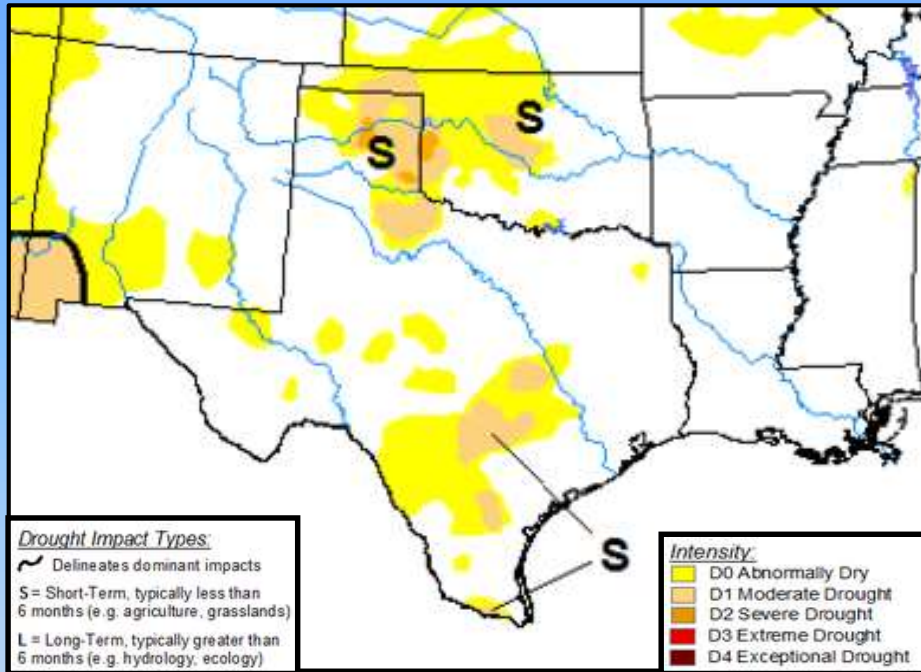 S
S
S
Drought Impact Types:
Delineates dominant impacts
S = Short-Term, typically less than
6 months (e.g. agriculture, grasslands)
L = Long-Term, typically greater than
6 months (e.g. hydrology, ecology)
Intensity:
D0 Abnormally Dry
D1 Moderate Drought
D2 Severe Drought
D3 Extreme Drought
D4 Exceptional Drought